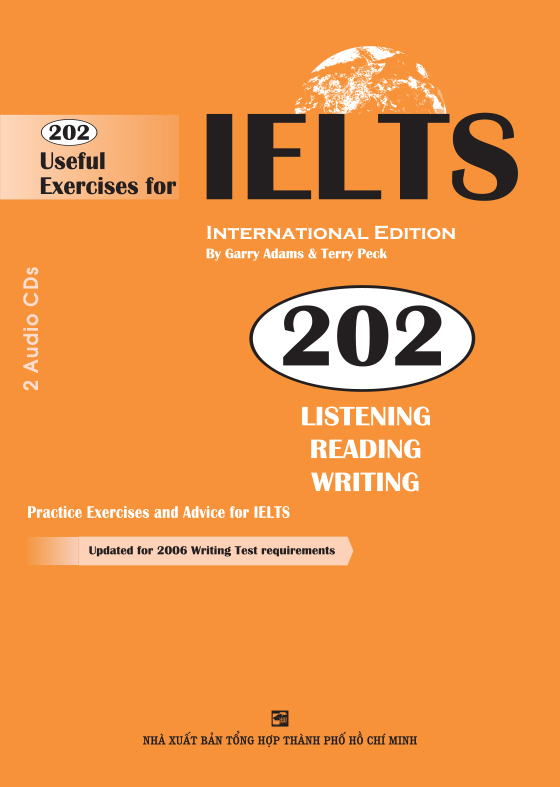 202
Useful
Exercises for
IELTS
INTERNATIONAL EDITION
By Garry Adams & Terry Peck
2 Audio CDs
202
LISTENING
READING
WRITING
Practice Exercises and Advice for IELTS
Updated for 2006 Writing Test requirements
NHÀ XUẤT BẢN TỔNG HỢP THÀNH PHỐ HỒ CHÍ MINH